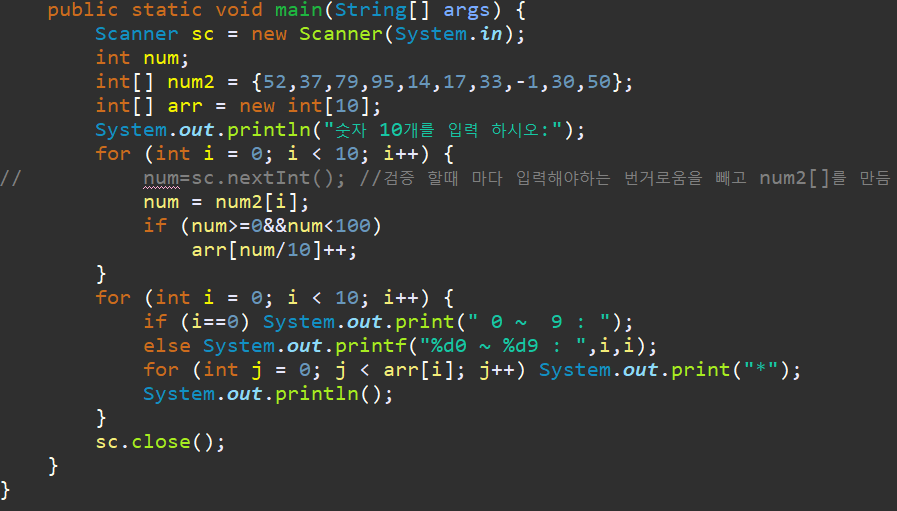 public static void main(String[] args) {
Scanner sc = new Scanner(System.in);
int num;
int[] num2 = {52,37,79,95,14,17,33,-1,30,50};
int[] arr = new int[10];
System.out.println("숫자 10개를 입력 하시오:");
for (int i = 0; i < 10; i++) {
// num=sc.nextInt(); //검증 할때 마다 입력해야하는 번거로움을 빼고 num2[]를 만듬
num = num2[i];
if (num>=0&&num<100)
arr[num/10]++;
}
for (int i = 0; i < 10; i++) {
if (i==0) System.out.print(" 0 ~  9 : ");
else System.out.printf("%d0 ~ %d9 : ",i,i);
for (int j = 0; j < arr[i]; j++) System.out.print("*");
System.out.println();
}
sc.close();
}
}